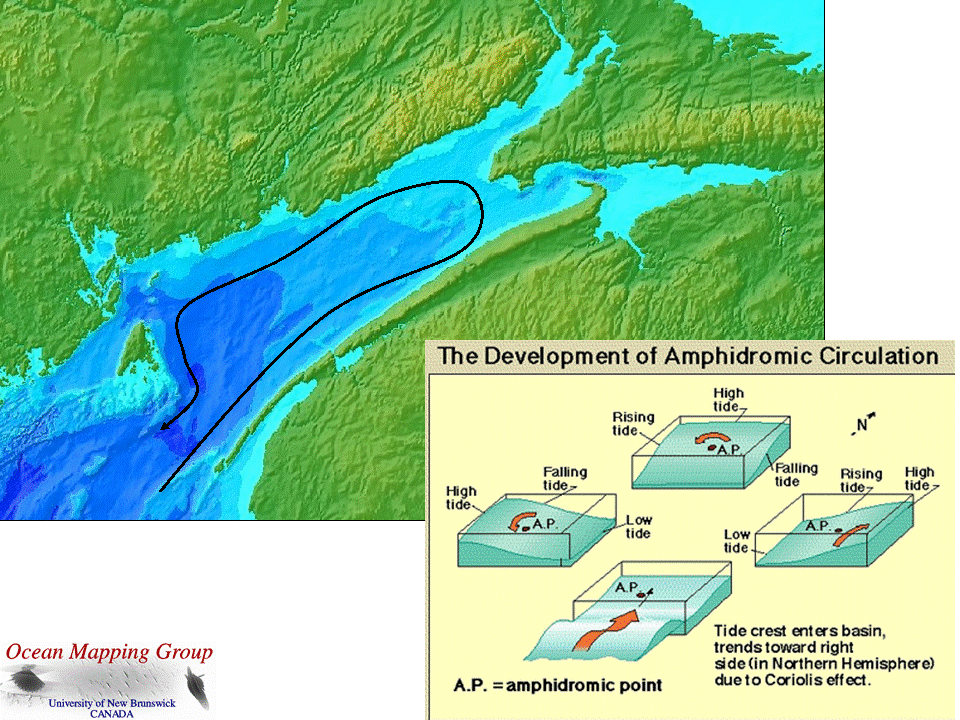 The Development of Amphidromic Circulation
High
tide
Rising
tide
N
A.P.
Falling
tide
Falling
tide
High
tide
A.P.
Low
tide
Rising
tide
High
tide
A.P.
Low
tide
A.P.
Tide crest enters basin,
trends toward right
side (in Northern Hemisphere)
due to Coriolis effect.
A.P. = amphidromic point
Ocean Mapping Group
University of New Brunswick
CANADA